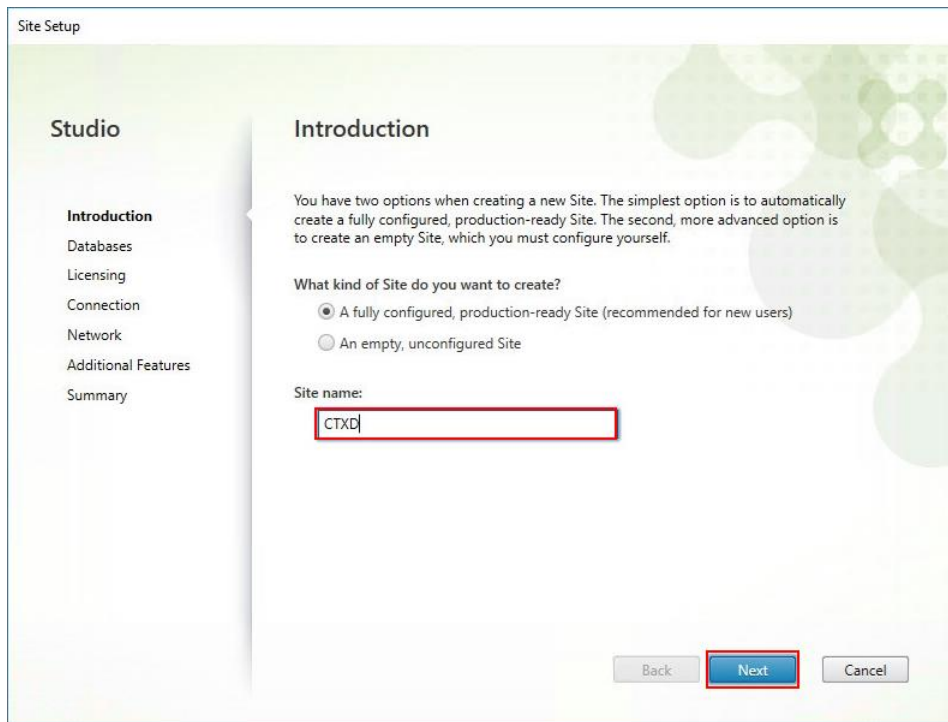 Site Setup
Studio
Introduction
Databases
Licensing
Connection
Network
Additional Features
Summary
Introduction
You have two options when creating a new Site. The simplest option is to automatically
create a fully configured, production-ready Site. The second, more advanced option is
to create an empty Site, which you must configure yourself.
What kind of Site do you want to create?
A fully configured, production-ready Site (recommended for new users)
An empty, unconfigured Site
Site name:
CTXD
Back
Next
Cancel